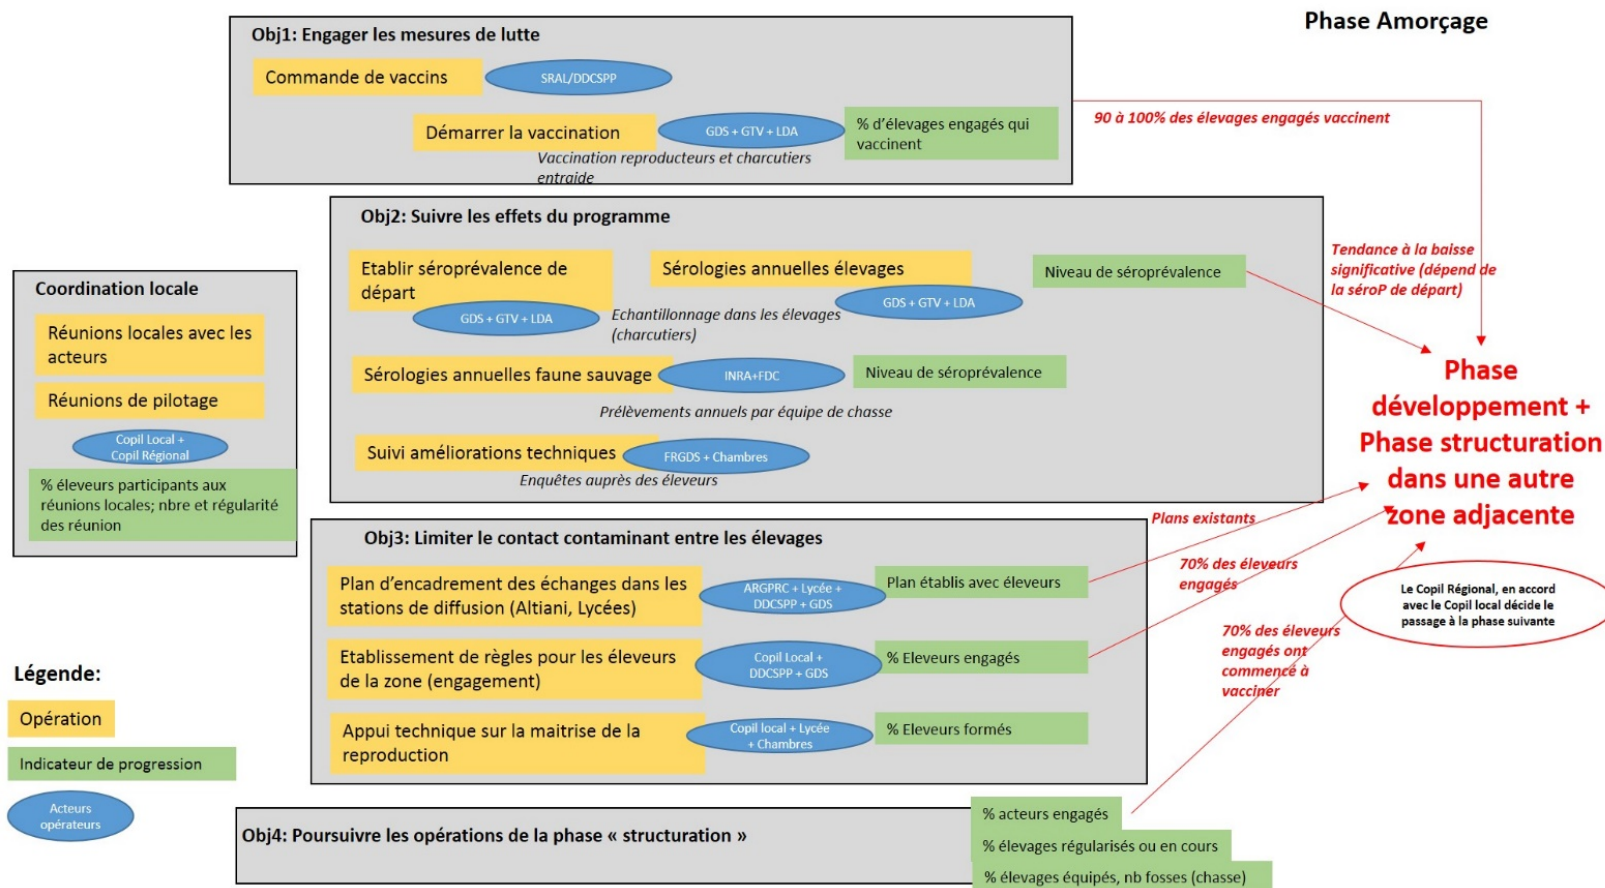 Phase Amorçage
Obj1: Engager les mesures de lutte
Commande de vaccins
SRAL/DDCSPP
Démarrer la vaccination
GDS + GTV + LDA
% d'élevages engagés qui
vaccinent
Vaccination reproducteurs et charcutiers
entraide
90 à 100% des élevages engagés vaccinent
Obj2: Suivre les effets du programme
Etablir séroprévalence de
départ
GDS + GTV + LDA
Sérologies annuelles élevages
GDS + GTV + LDA
Niveau de séroprévalence
Echantillonnage dans les élevages
(charcutiers)
Sérologies annuelles faune sauvage
INRA+FDC
Niveau de séroprévalence
Prélèvements annuels par équipe de chasse
Suivi améliorations techniques
FRGDS + Chambres
Enquêtes auprès des éleveurs
Tendance à la baisse
significative (dépend de
la séroP de départ)
Coordination locale
Réunions locales avec les
acteurs
Réunions de pilotage
Copil Local +
Copil Régional
% éleveurs participants aux
réunions locales; nbre et régularité
des réunion
Phase
développement +
Phase structuration
dans une autre
zone adjacente
Le Copil Régional, en accord
avec le Copil local décide le
passage à la phase suivante
Obj3: Limiter le contact contaminant entre les élevages
Plan d'encadrement des échanges dans les
stations de diffusion (Altiani, Lycées)
ARGPRC + Lycée +
DDCSPP + GDS
Plan établis avec éleveurs
Plans existants
Etablissement de règles pour les éleveurs
de la zone (engagement)
Copil Local +
DDCSPP + GDS
% Eleveurs engagés
70% des éleveurs
engagés
Appui technique sur la maitrise de la
reproduction
Copil local + Lycée
+ Chambres
% Eleveurs formés
70% des éleveurs
engagés ont
commencé à
vacciner
Obj4: Poursuivre les opérations de la phase « structuration »
% acteurs engagés
% élevages régularisés ou en cours
% élevages équipés, nb fosses (chasse)
Légende:
Opération
Indicateur de progression
Acteurs
opérateurs